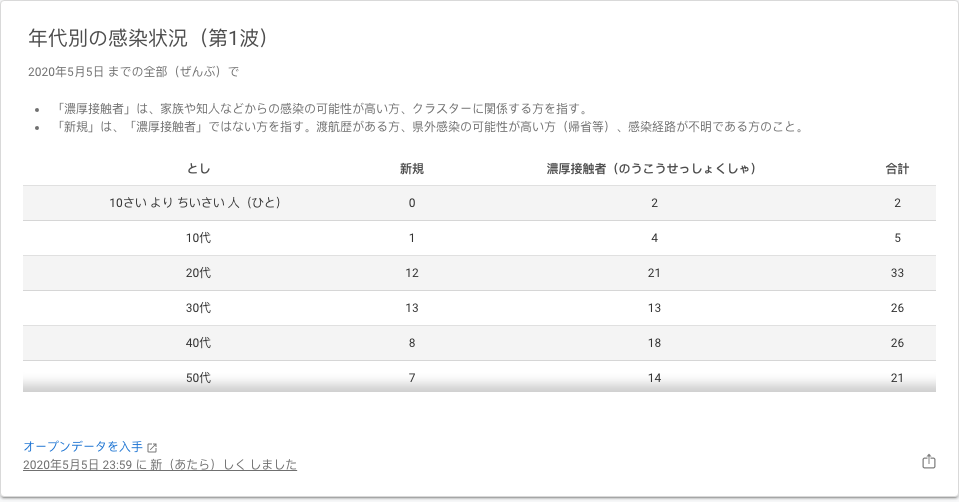 年代別の感染状況（第1波）
2020年5月5日 までの全部（ぜんぶ）で
• 「濃厚接触者」は、家族や知人などからの感染の可能性が高い方、クラスターに関係する方を指す。
• 「新規」は、「濃厚接触者」ではない方を指す。渡航歴がある方、県外感染の可能性が高い方（帰省等）、感染経路が不明である方のこと。
とし 新規 濃厚接触者（のうこうせっしょくしゃ） 合計
10さい より ちいさい 人（ひと） 0 2 2
10代 1 4 5
20代 12 21 33
30代 13 13 26
40代 8 18 26
50代 7 14 21
オープンデータを入手
2020年5月5日 23:59 に 新（あたら）しく しました